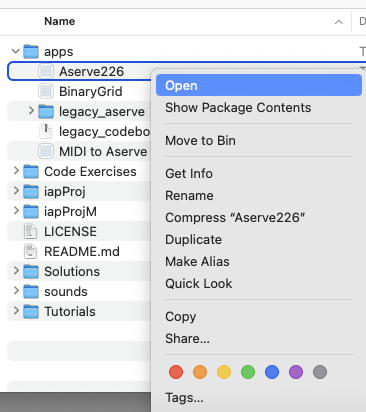 Name
D
apps
T
Aserve226
BinaryGrid
legacy_aserve
legacy_codebo
MIDI to Aserve
Code Exercises
iapProj
iapProjM
LICENSE
README.md
Solutions
sounds
Tutorials
Open
Show Package Contents
Move to Bin
Get Info
Rename
Compress “Aserve226”
Duplicate
Make Alias
Quick Look
Copy
Share...
Tags...